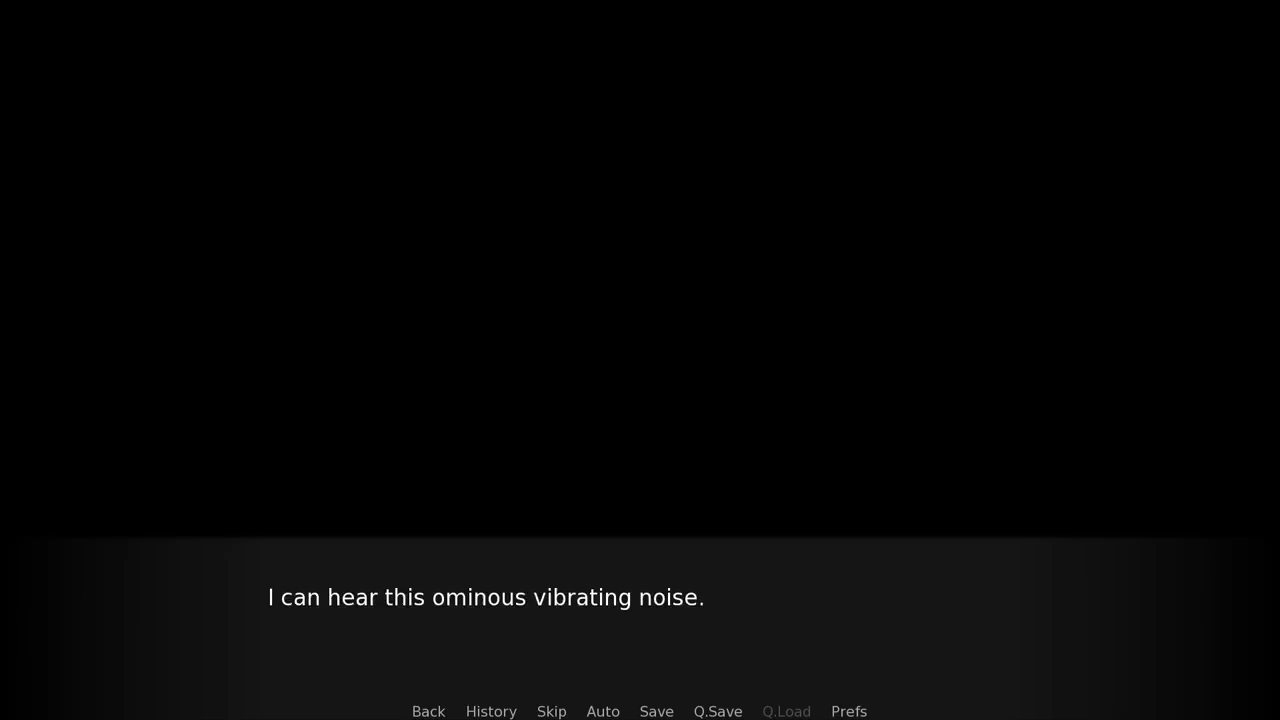 I can hear this ominous vibrating noise.
Back History Skip Auto Save Q.Save Q.Load Prefs